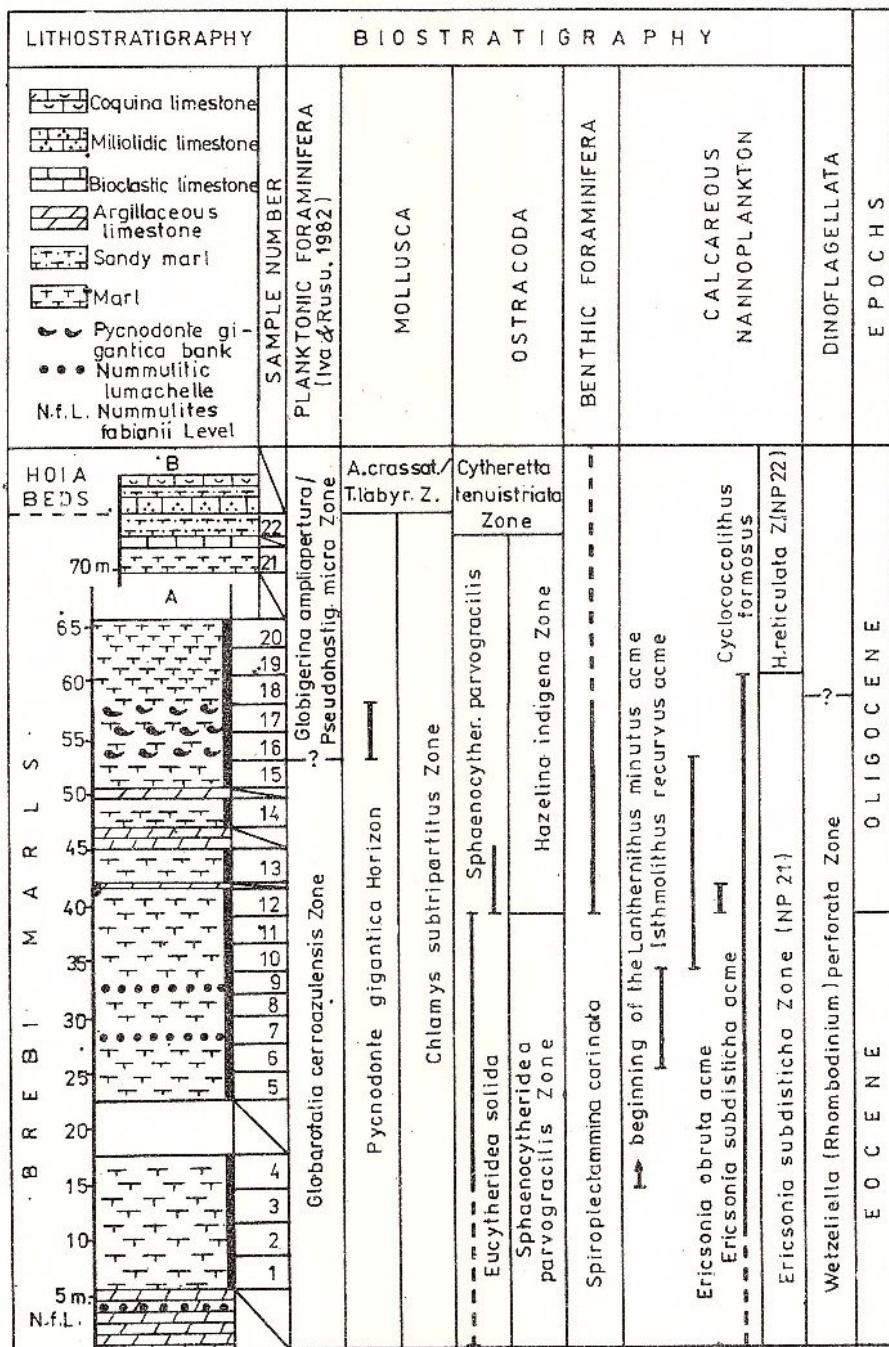 LITHOSTRATIGRAPHY
BIOSTRATIGRAPHY
Coquina limestone
Miliolidic limestone
Bioclastic limestone
Argillaceous
limestone
Sandy marl
Marl
Pycnodonte gi-
gantica bank
Nummulitic
lumachelle
N.f.L. Nummulites
fabianii Level
SAMPLE NUMBER
PLANKTONIC FORAMINIFERA
(Iva & Rusu, 1982)
MOLLUSCA
OSTRACODA
BENTHIC FORAMINIFERA
CALCAREOUS
NANNOPLANKTON
DINOFLAGELLATA
EPOCHS
HOIA
BEDS
B
22
21
70 m
A
65
60
55
50
45
40
35
30
25
20
15
10
5 m.
N.f.L.
BREBI MARLS
20
19
18
17
16
15
14
13
12
11
10
9
8
7
6
5
4
3
2
1
Globigerina ampliapertura/
Pseudohastig. micra Zone
?
Globarotalia cerroazulensis Zone
A.crassat./
T.labyr. Z.
Pycnodonte gigantica Horizon
Chlamys subtripartitus Zone
Cytheretta
tenuistriata
Zone
Sphaenocyther. parvogracilis
Hazelina indigena Zone
Eucytheridea solida
Sphaenocytheridea
parvogracilis Zone
Spiroplectammina carinata
beginning of the Lanthernithus minutus acme
Isthmolithus recurvus acme
Ericsonia obruta acme
Ericsonia subdisticha acme
Cyclococcolithus
formosus
H.reticulata Z.(NP22)
Ericsonia subdisticha Zone (NP 21)
?
Wetzeliella (Rhombodinium) perforata Zone
OLIGOCENE
EOCENE